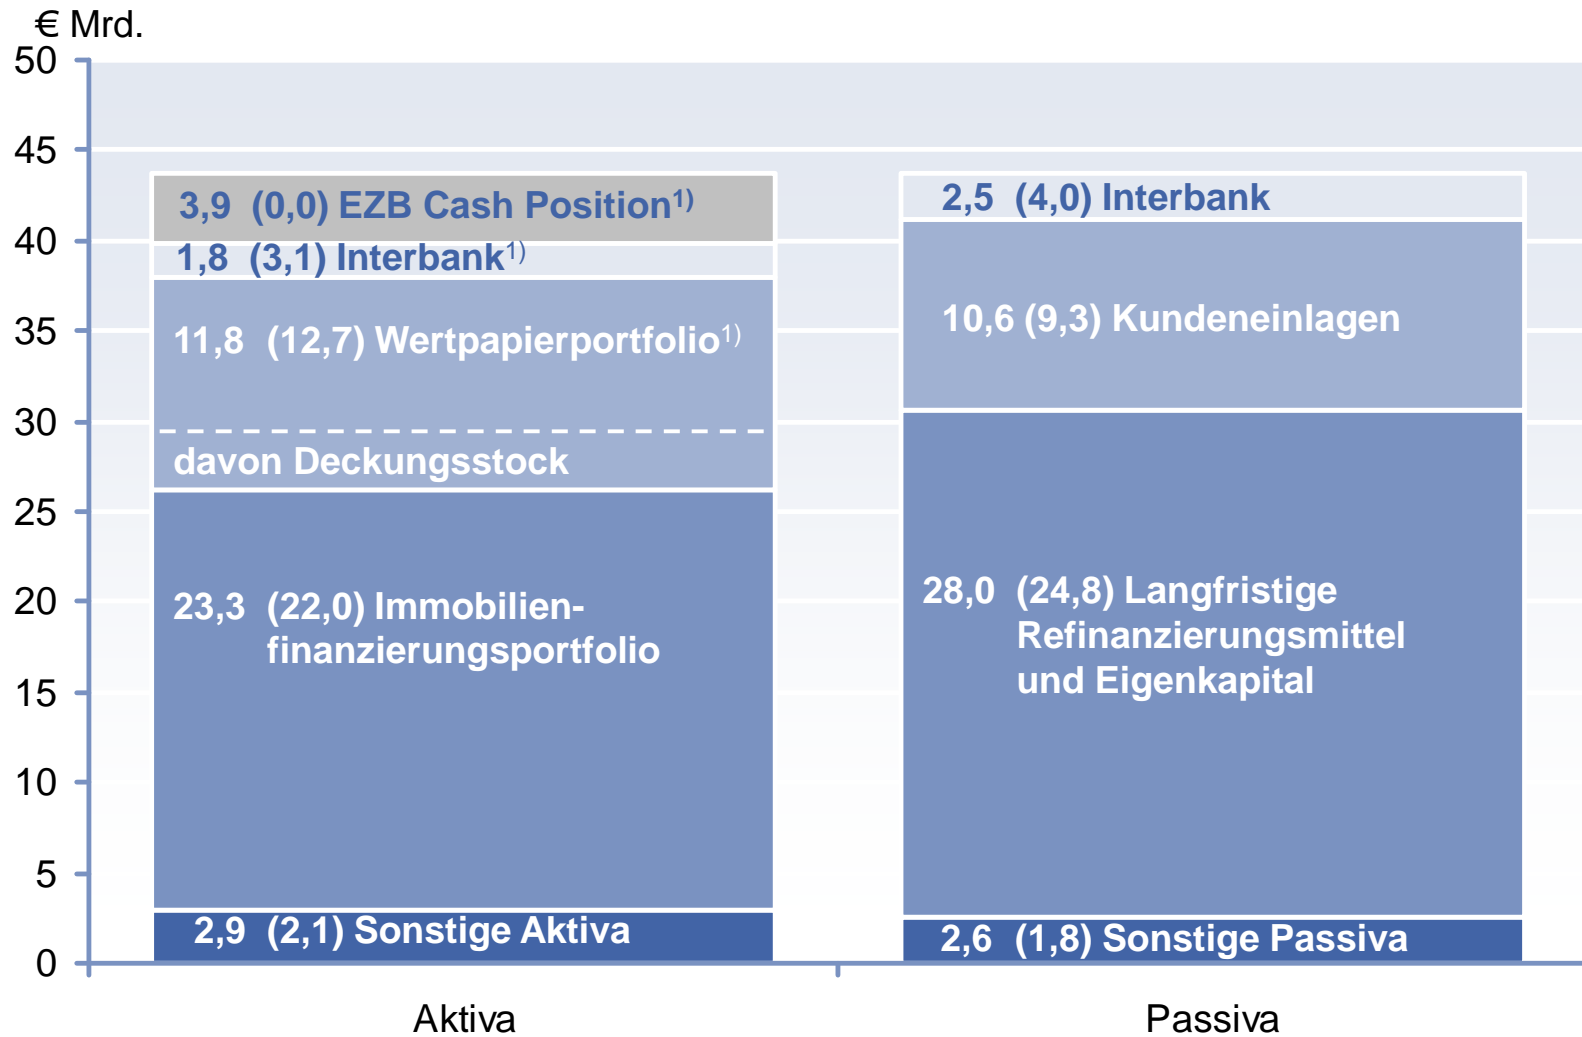 € Mrd.
50
45
40
35
30
25
20
15
10
5
0
3,9 (0,0) EZB Cash Position1)
1,8 (3,1) Interbank1)
11,8 (12,7) Wertpapierportfolio1)
davon Deckungsstock
23,3 (22,0) Immobilien-
finanzierungsportfolio
2,9 (2,1) Sonstige Aktiva
2,5 (4,0) Interbank
10,6 (9,3) Kundeneinlagen
28,0 (24,8) Langfristige
Refinanzierungsmittel
und Eigenkapital
2,6 (1,8) Sonstige Passiva
Aktiva
Passiva